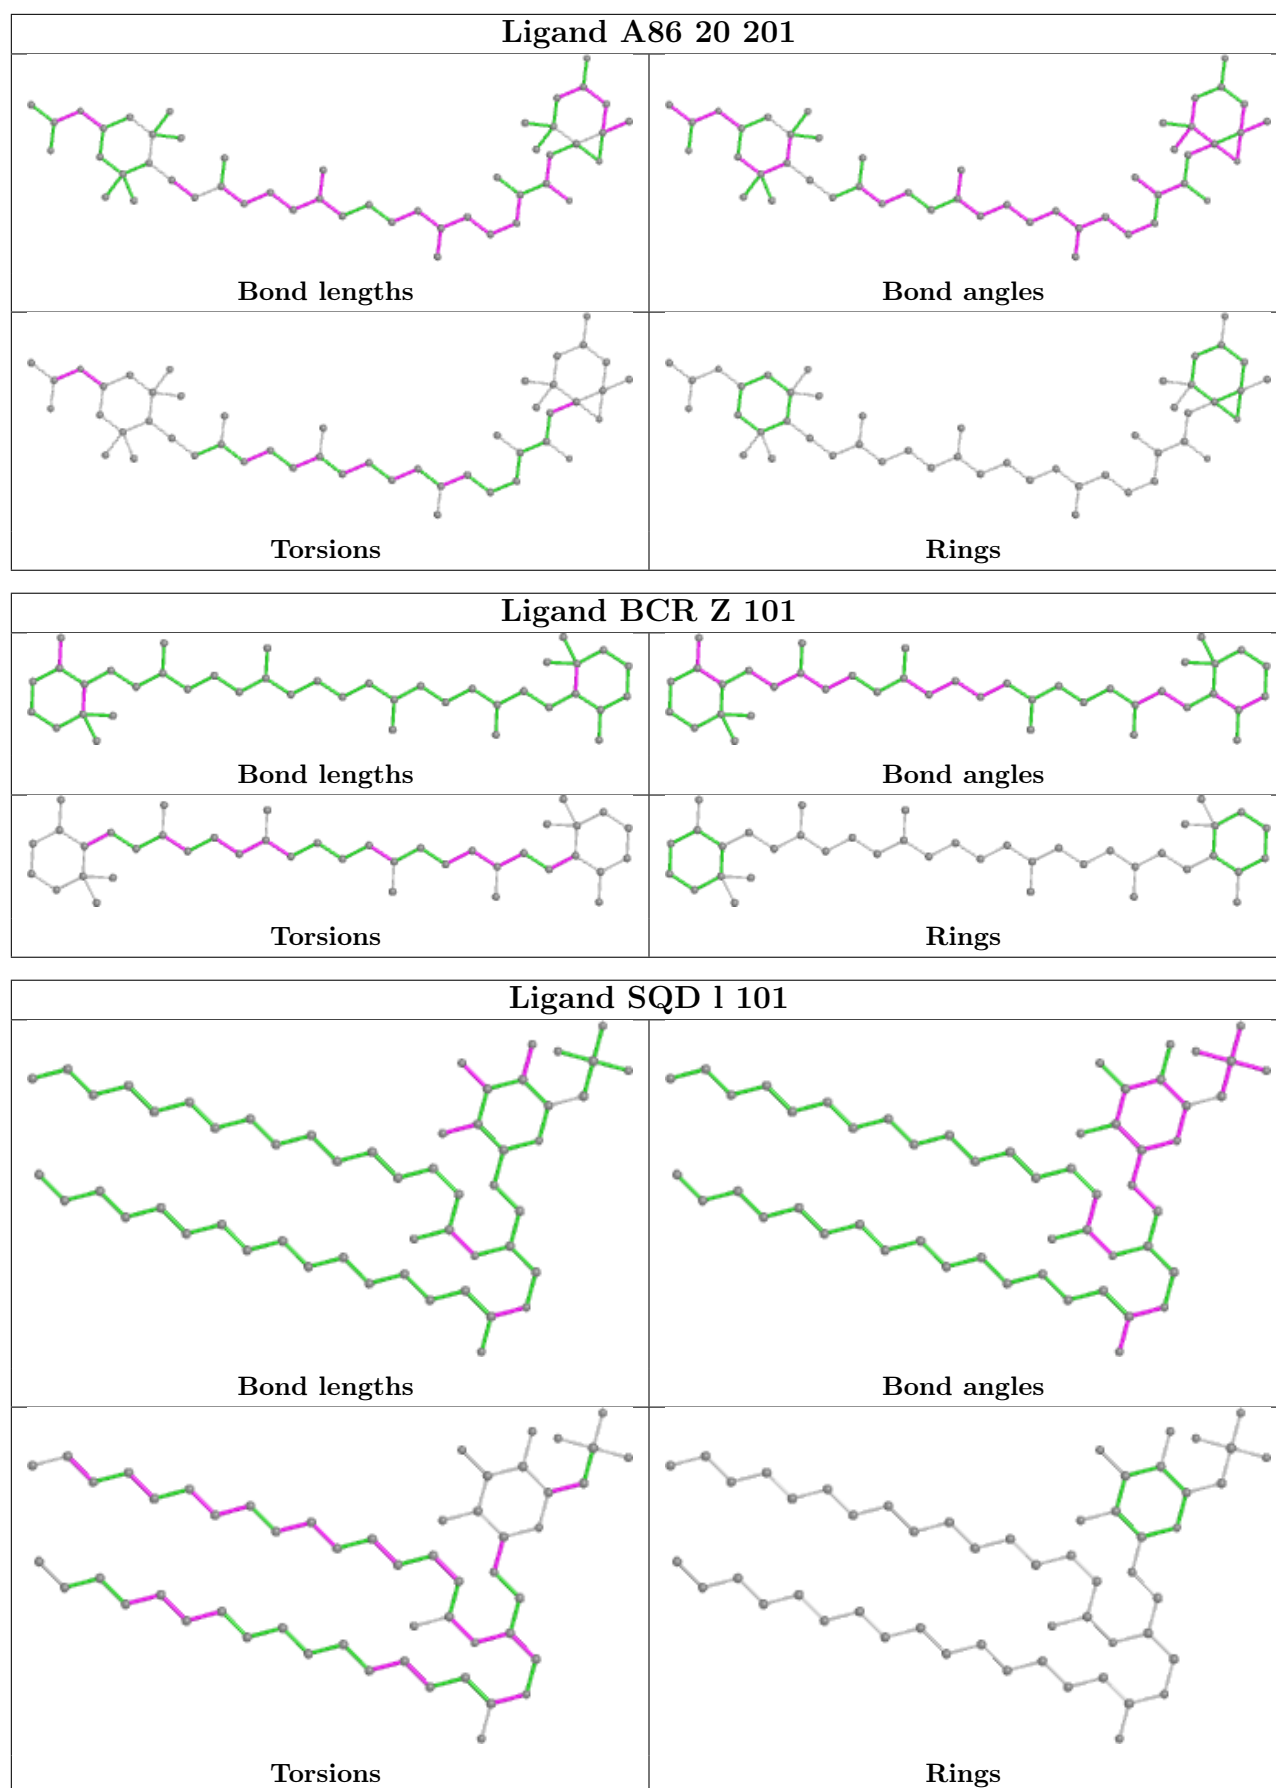 Ligand A86 20 201
Bond lengths
Bond angles
Torsions
Rings
Ligand BCR Z 101
Bond lengths
Bond angles
Torsions
Rings
Ligand SQD l 101
Bond lengths
Bond angles
Torsions
Rings